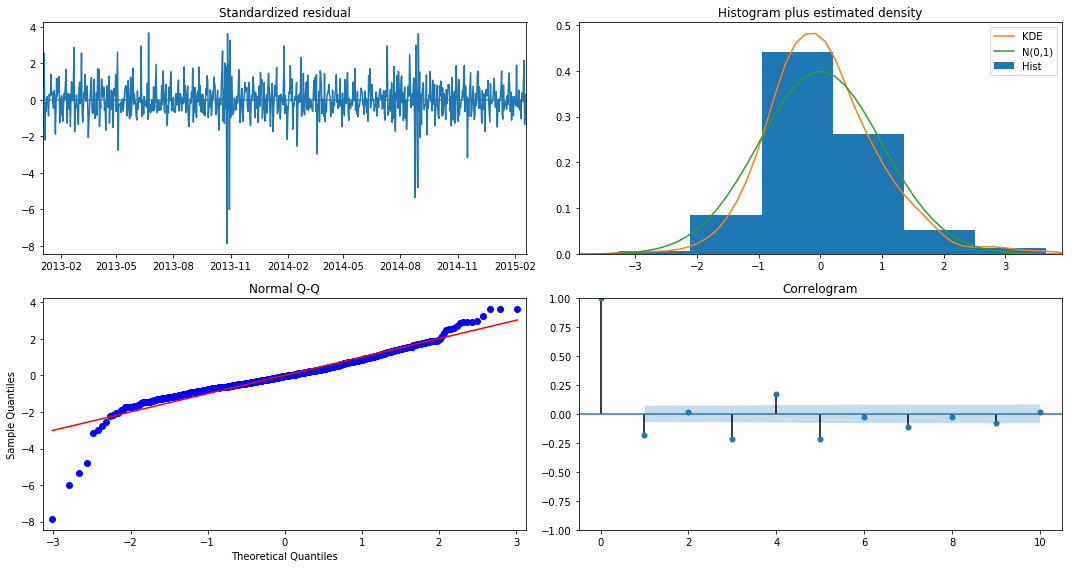 Standardized residual
4
2
0
−2
−4
−6
−8
2013-02 2013-05 2013-08 2013-11 2014-02 2014-05 2014-08 2014-11 2015-02
Histogram plus estimated density
0.5
0.4
0.3
0.2
0.1
0.0
−3 −2 −1 0 1 2 3
KDE
N(0,1)
Hist
Normal Q-Q
Sample Quantiles
4
2
0
−2
−4
−6
−8
−3 −2 −1 0 1 2 3
Theoretical Quantiles
Correlogram
1.00
0.75
0.50
0.25
0.00
−0.25
−0.50
−0.75
−1.00
0 2 4 6 8 10